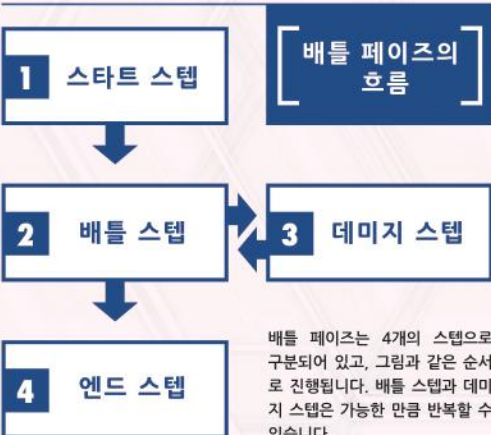 배틀 페이즈의
흐름
1 스타트 스텝
2 배틀 스텝
3 데미지 스텝
4 엔드 스텝
배틀 페이즈는 4개의 스텝으로
구분되어 있고, 그림과 같은 순서
로 진행됩니다. 배틀 스텝과 데미
지 스텝은 가능한 만큼 반복할 수
있습니다.